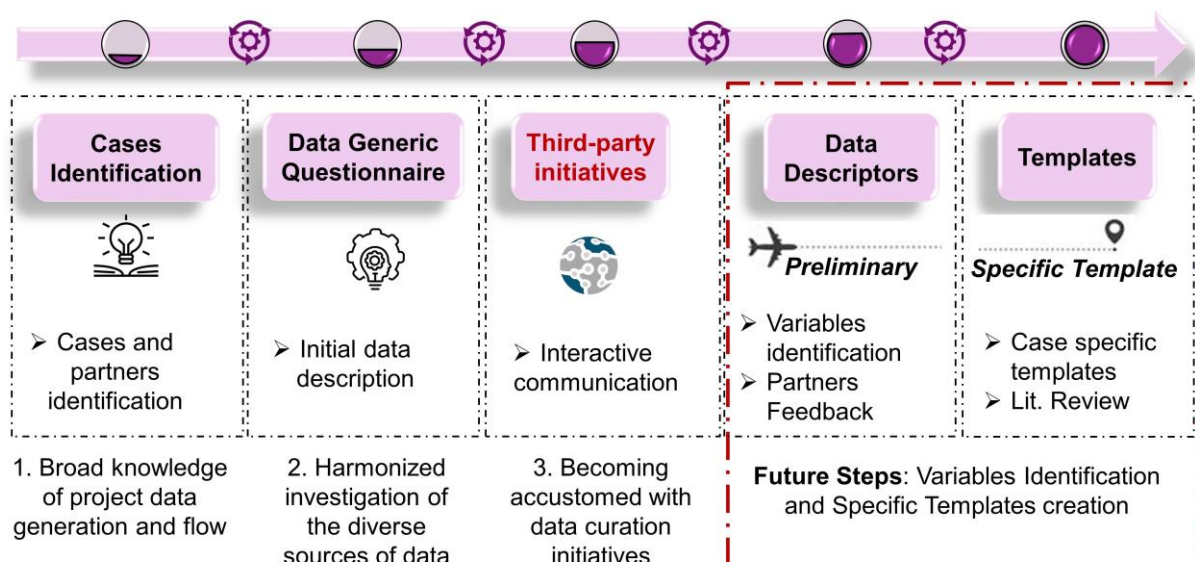 Cases
Identification
Data Generic
Questionnaire
Third-party
initiatives
Data
Descriptors
Templates
Preliminary
Specific Template
➢ Cases and
partners
identification
➢ Initial data
description
➢ Interactive
communication
➢ Variables
identification
➢ Partners
Feedback
➢ Case specific
templates
➢ Lit. Review
1. Broad knowledge
of project data
generation and flow
2. Harmonized
investigation of
the diverse
sources of data
3. Becoming
accustomed with
data curation
initiatives
Future Steps: Variables Identification
and Specific Templates creation